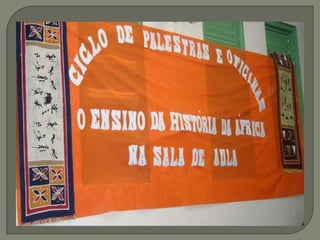 CICLO DE PALESTRAS E OFICINAS
O ENSINO DA HISTÓRIA DA ÁFRICA
NA SALA DE AULA